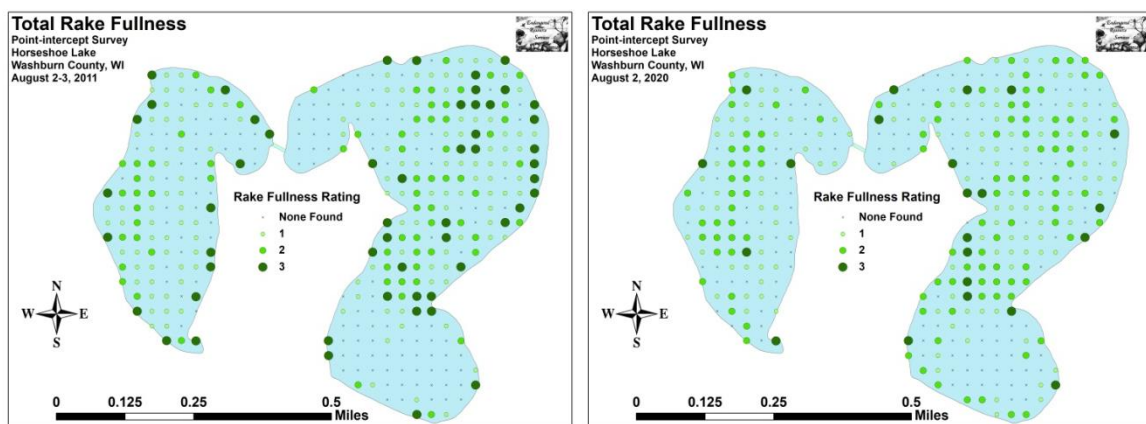 Total Rake Fullness
Point-intercept Survey
Horseshoe Lake
Washburn County, WI
August 2-3, 2011
Rake Fullness Rating
None Found
1
2
3
N
W E
S
0 0.125 0.25 0.5
Miles
Total Rake Fullness
Point-intercept Survey
Horseshoe Lake
Washburn County, WI
August 2, 2020
Rake Fullness Rating
None Found
1
2
3
N
W E
S
0 0.125 0.25 0.5
Miles